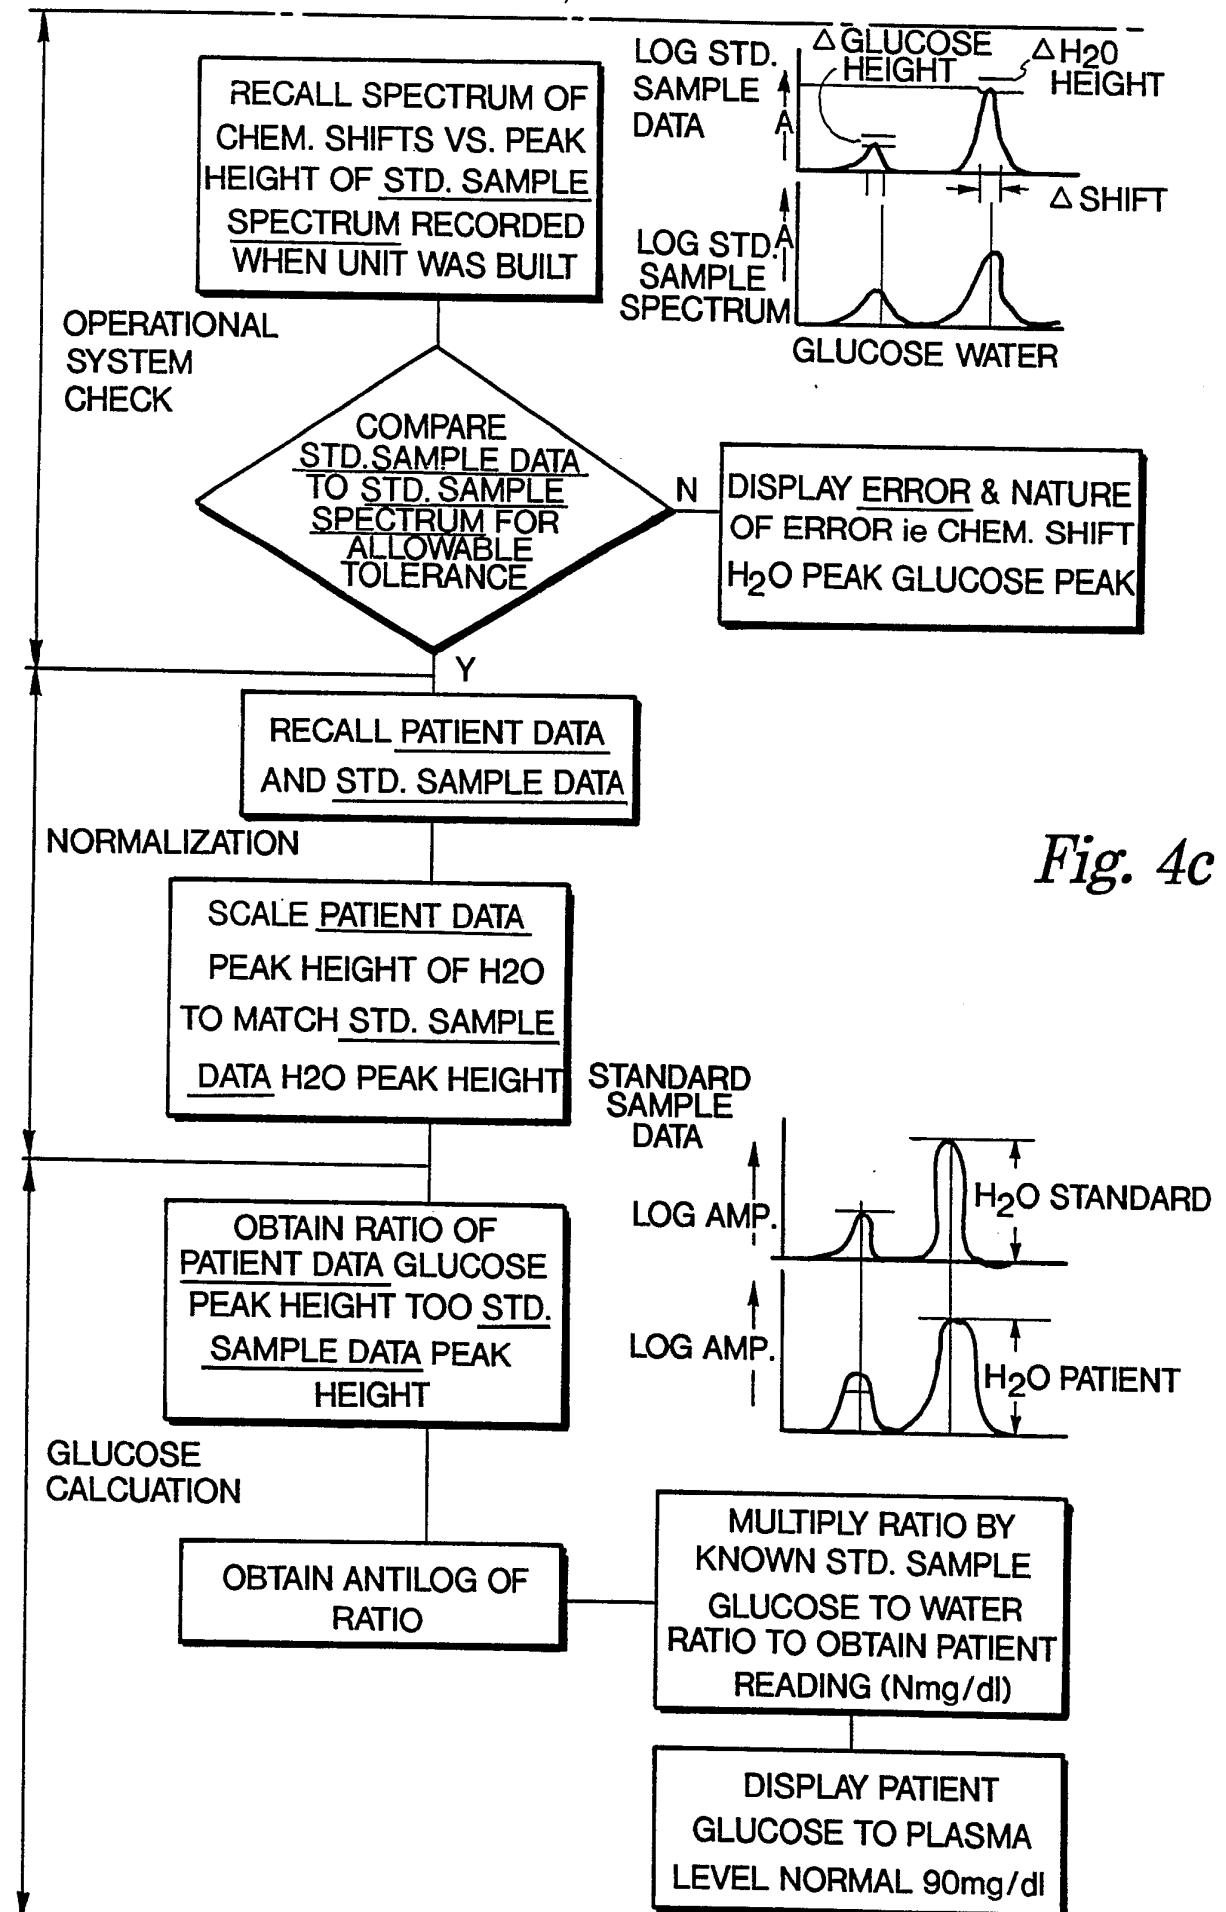 RECALL SPECTRUM OF
CHEM. SHIFTS VS. PEAK
HEIGHT OF STD. SAMPLE
SPECTRUM RECORDED
WHEN UNIT WAS BUILT
LOG STD.
SAMPLE
DATA
A
Δ GLUCOSE
HEIGHT
Δ H2O
HEIGHT
Δ SHIFT
LOG STD.
SAMPLE
SPECTRUM
A
GLUCOSE WATER
OPERATIONAL
SYSTEM
CHECK
COMPARE
STD. SAMPLE DATA
TO STD. SAMPLE
SPECTRUM FOR
ALLOWABLE
TOLERANCE
N
DISPLAY ERROR & NATURE
OF ERROR ie CHEM. SHIFT
H2O PEAK GLUCOSE PEAK
Y
RECALL PATIENT DATA
AND STD. SAMPLE DATA
NORMALIZATION
Fig. 4c
SCALE PATIENT DATA
PEAK HEIGHT OF H2O
TO MATCH STD. SAMPLE
DATA H2O PEAK HEIGHT
STANDARD
SAMPLE
DATA
LOG AMP.
H2O STANDARD
LOG AMP.
H2O PATIENT
OBTAIN RATIO OF
PATIENT DATA GLUCOSE
PEAK HEIGHT TOO STD.
SAMPLE DATA PEAK
HEIGHT
GLUCOSE
CALCUATION
OBTAIN ANTILOG OF
RATIO
MULTIPLY RATIO BY
KNOWN STD. SAMPLE
GLUCOSE TO WATER
RATIO TO OBTAIN PATIENT
READING (Nmg/dl)
DISPLAY PATIENT
GLUCOSE TO PLASMA
LEVEL NORMAL 90mg/dl